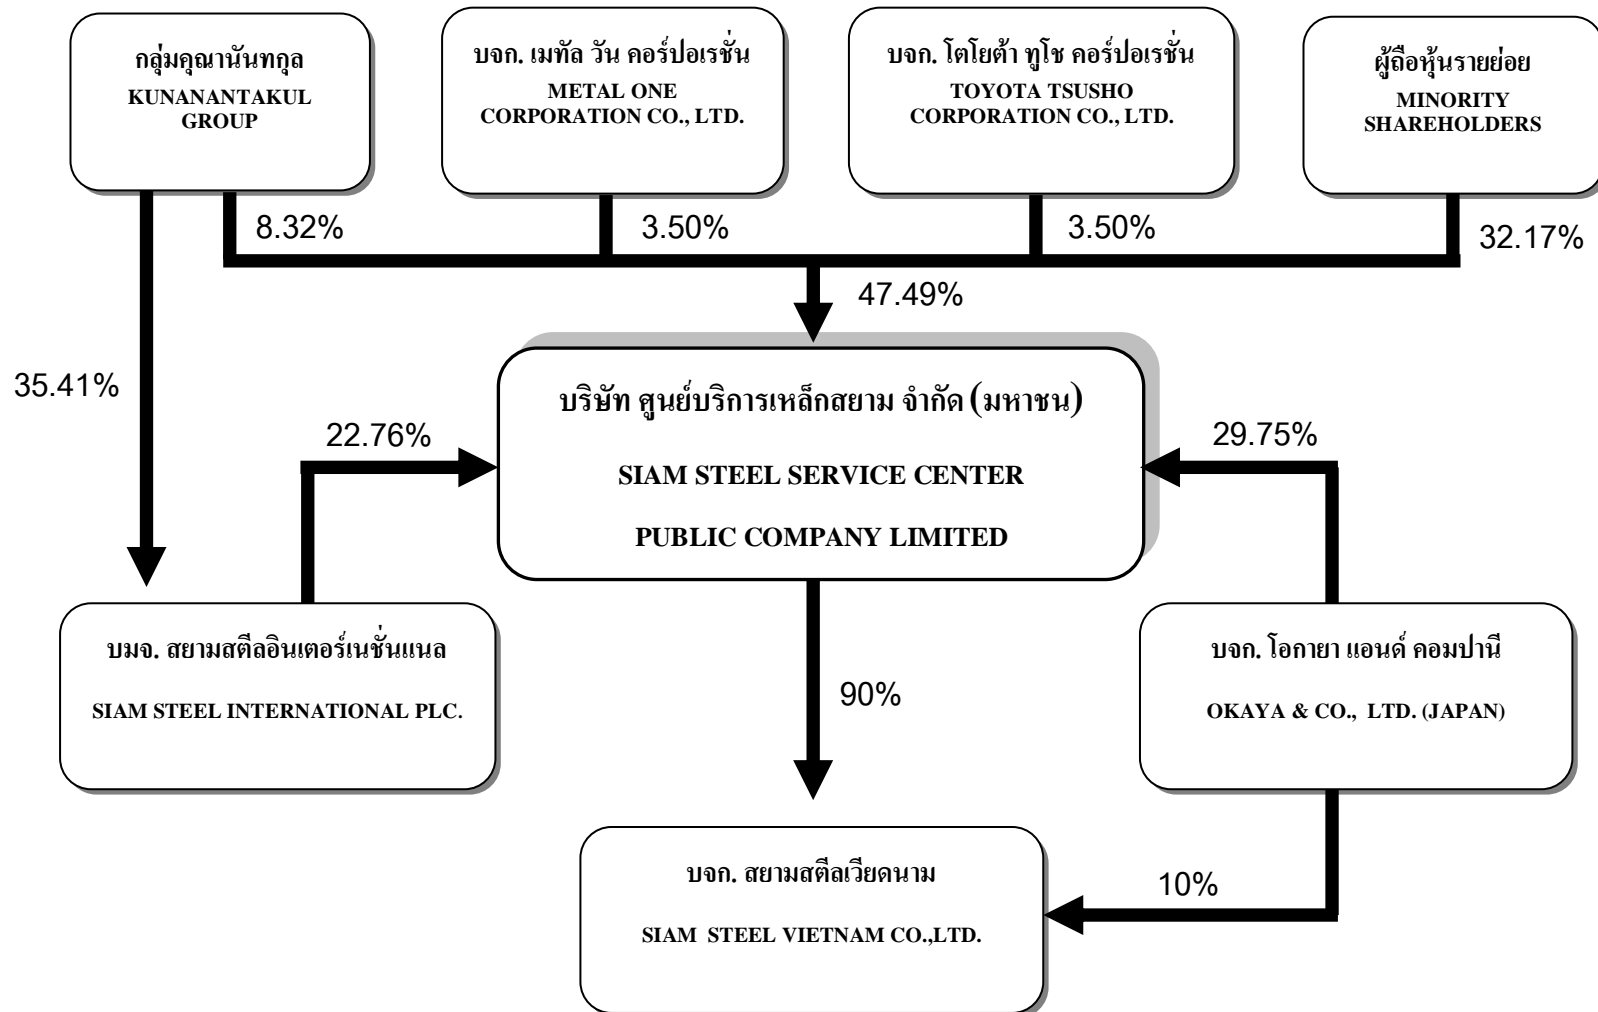 กลุ่มคุณานันทกุล
KUNANANTAKUL
GROUP
บจก. เมทัล วัน คอร์ปอเรชั่น
METAL ONE
CORPORATION CO., LTD.
บจก. โตโยต้า ทูโช คอร์ปอเรชั่น
TOYOTA TSUSHO
CORPORATION CO., LTD.
ผู้ถือหุ้นรายย่อย
MINORITY
SHAREHOLDERS
8.32%
3.50%
3.50%
32.17%
47.49%
35.41%
บริษัท ศูนย์บริการเหล็กสยาม จำกัด (มหาชน)
SIAM STEEL SERVICE CENTER
PUBLIC COMPANY LIMITED
22.76%
29.75%
บมจ. สยามสตีลอินเตอร์เนชั่นแนล
SIAM STEEL INTERNATIONAL PLC.
90%
บจก. โอกายา แอนด์ คอมปานี
OKAYA & CO., LTD. (JAPAN)
บจก. สยามสตีลเวียดนาม
SIAM STEEL VIETNAM CO.,LTD.
10%